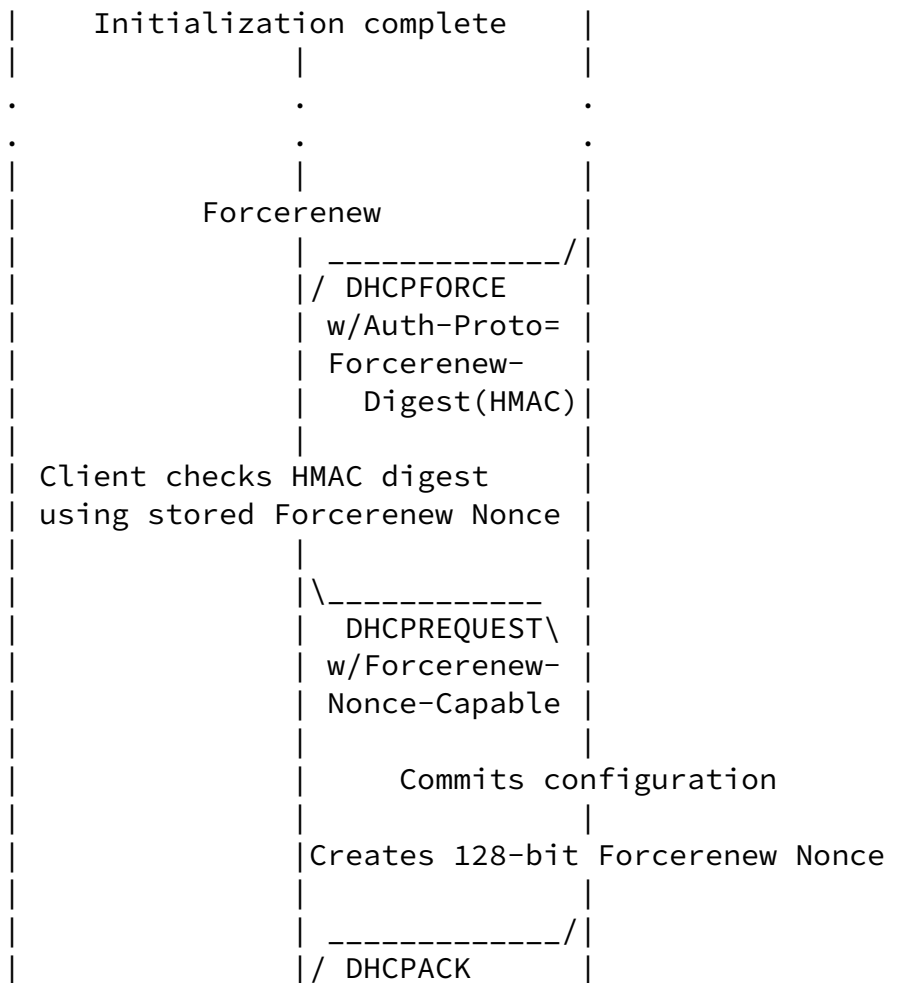 Initialization complete
Forcerenew
DHCPFORCE
w/Auth-Proto=
Forcerenew-
Digest(HMAC)
Client checks HMAC digest
using stored Forcerenew Nonce
DHCPREQUEST
w/Forcerenew-
Nonce-Capable
Commits configuration
Creates 128-bit Forcerenew Nonce
DHCPACK